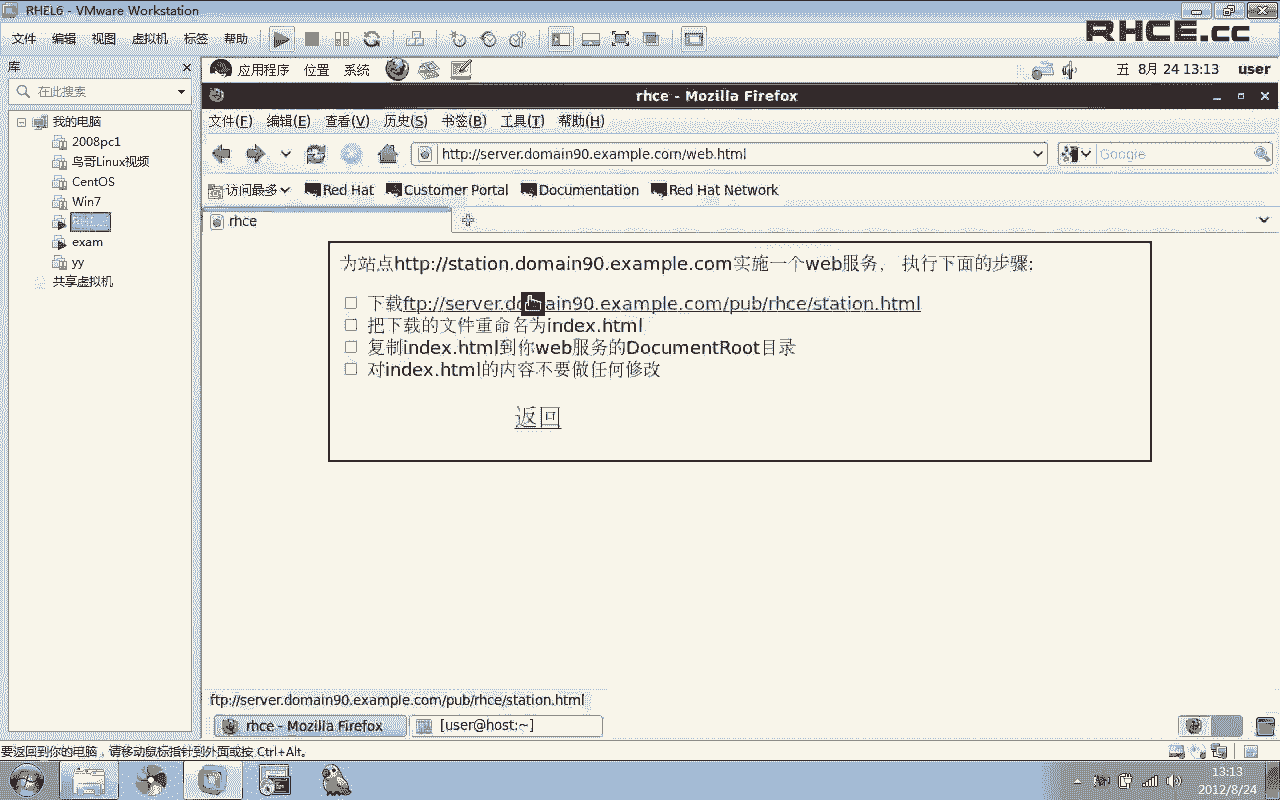 RHEL6 - VMware Workstation
文件 编辑 视图 虚拟机 标签 帮助
RHCE.cc
库
在此搜索
我的电脑
2008pc1
鸟哥Linux视频
CentOS
Win7
exam
yy
共享虚拟机
应用程序 位置 系统
五 8月 24 13:13 user
rhce - Mozilla Firefox
文件(F) 编辑(E) 查看(V) 历史(S) 书签(B) 工具(T) 帮助(H)
http://server.domain90.example.com/web.html
Google
访问最多 Red Hat Customer Portal Documentation Red Hat Network
rhce
为站点http://station.domain90.example.com实施一个web服务， 执行下面的步骤:
下载ftp://server.domain90.example.com/pub/rhce/station.html
把下载的文件重命名为index.html
复制index.html到你web服务的DocumentRoot目录
对index.html的内容不要做任何修改
返回
ftp://server.domain90.example.com/pub/rhce/station.html
rhce - Mozilla Firefox
[user@host:~]
要返回到你的电脑，请移动鼠标指针到外面或按 Ctrl+Alt。
13:13
2012/8/24